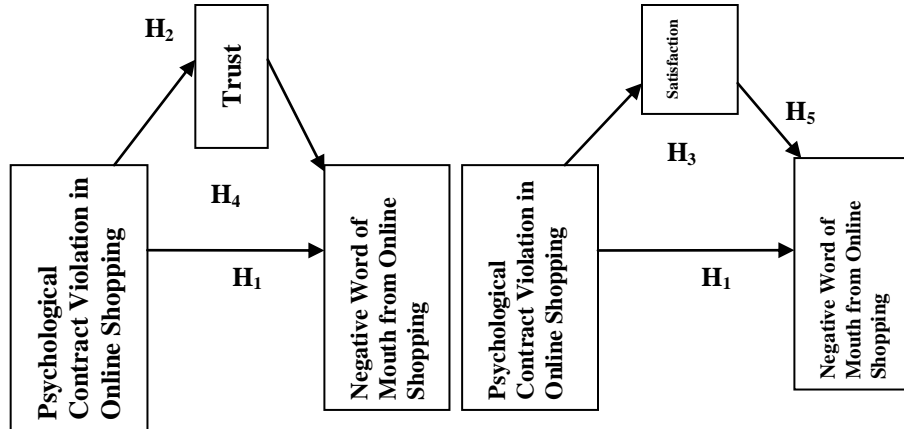 H₂
Trust
H₄
H₁
Psychological
Contract Violation in
Online Shopping
Negative Word of
Mouth from Online
Shopping
Satisfaction
H₅
H₃
H₁
Psychological
Contract Violation in
Online Shopping
Negative Word of
Mouth from Online
Shopping